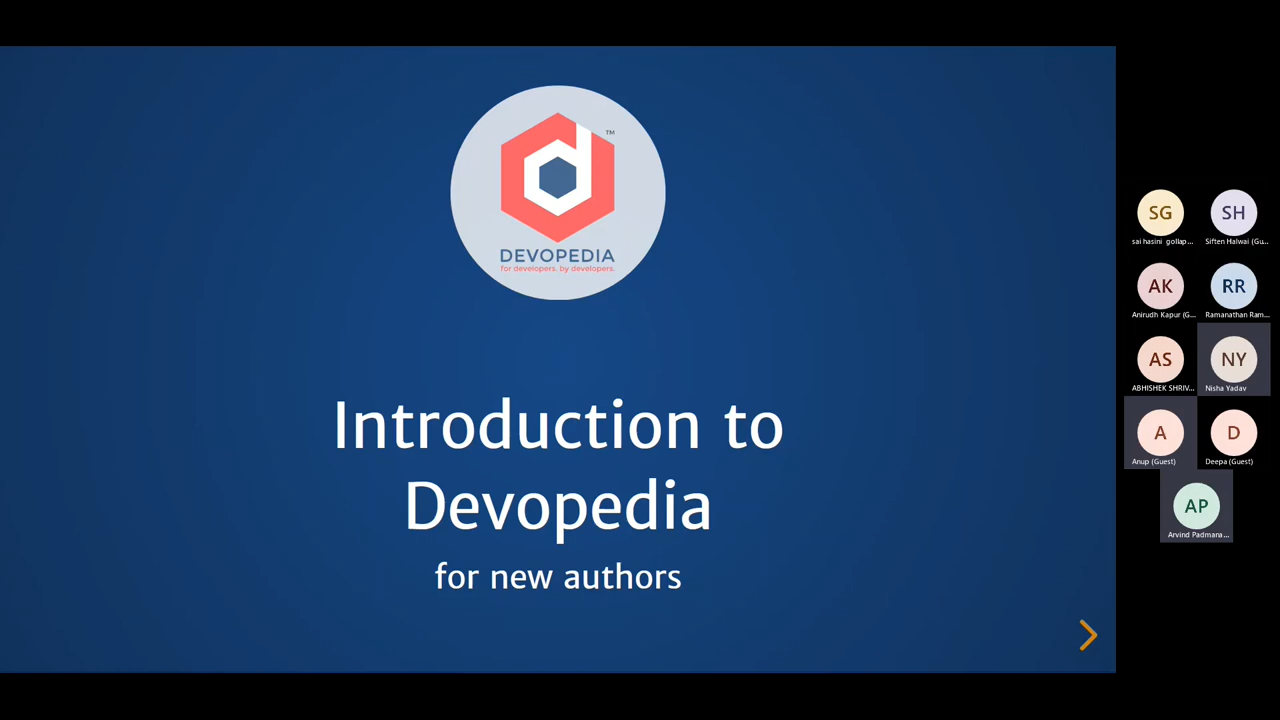 TM
DEVOPEDIA
for developers. by developers.
Introduction to
Devopedia
for new authors
SG
SH
sai hasini gollap...
Siften Halwai (Gu...
AK
RR
Anirudh Kapur (G...
Ramanathan Ram...
AS
NY
ABHISHEK SHRIV...
Nisha Yadav
A
D
Anup (Guest)
Deepa (Guest)
AP
Arvind Padmana...